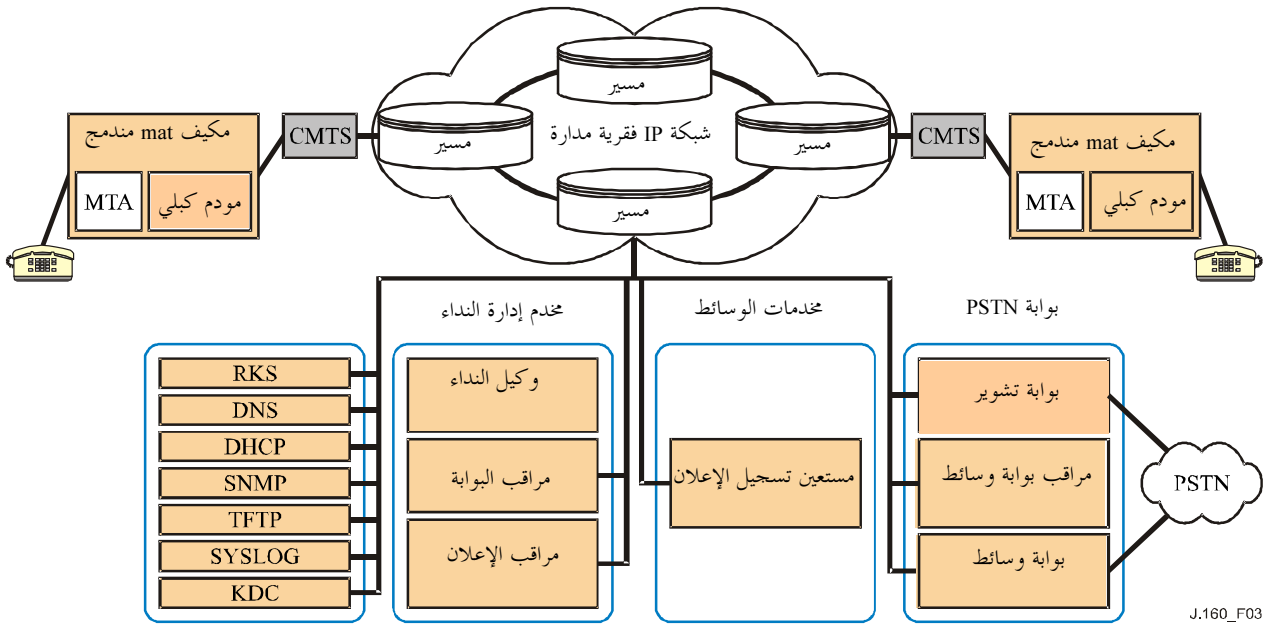 مسير
شبكة IP فقرية مدارة
مسير
مسير
مسير
CMTS
CMTS
مكيف mat مندمج
MTA
مودم كبلي
مكيف mat مندمج
MTA
مودم كبلي
مخدم إدارة النداء
مخدمات الوسائط
بوابة PSTN
RKS
DNS
DHCP
SNMP
TFTP
SYSLOG
KDC
وكيل النداء
مراقب البوابة
مراقب الإعلان
مستعين تسجيل الإعلان
بوابة تشوير
مراقب بوابة وسائط
بوابة وسائط
PSTN
J.160_F03